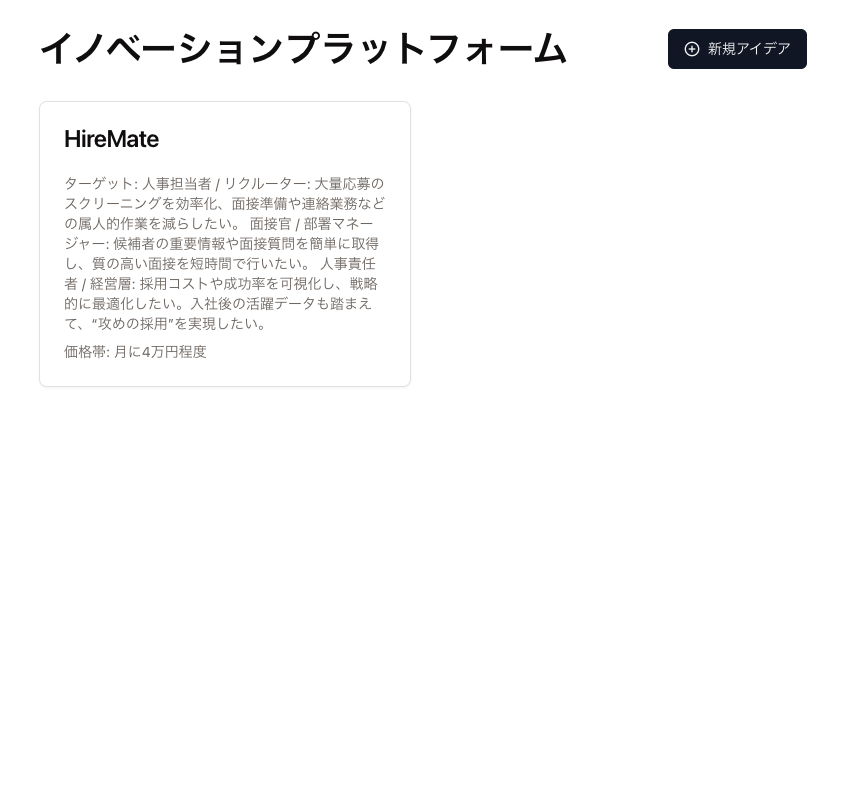 イノベーションプラットフォーム
新規アイデア
HireMate
ターゲット: 人事担当者 / リクルーター: 大量応募の
スクリーニングを効率化、面接準備や連絡業務など
の属人的作業を減らしたい。 面接官 / 部署マネー
ジャー: 候補者の重要情報や面接質問を簡単に取得
し、質の高い面接を短時間で行いたい。 人事責任
者 / 経営層: 採用コストや成功率を可視化し、戦略
的に最適化したい。入社後の活躍データも踏まえ
て、“攻めの採用”を実現したい。
価格帯: 月に4万円程度